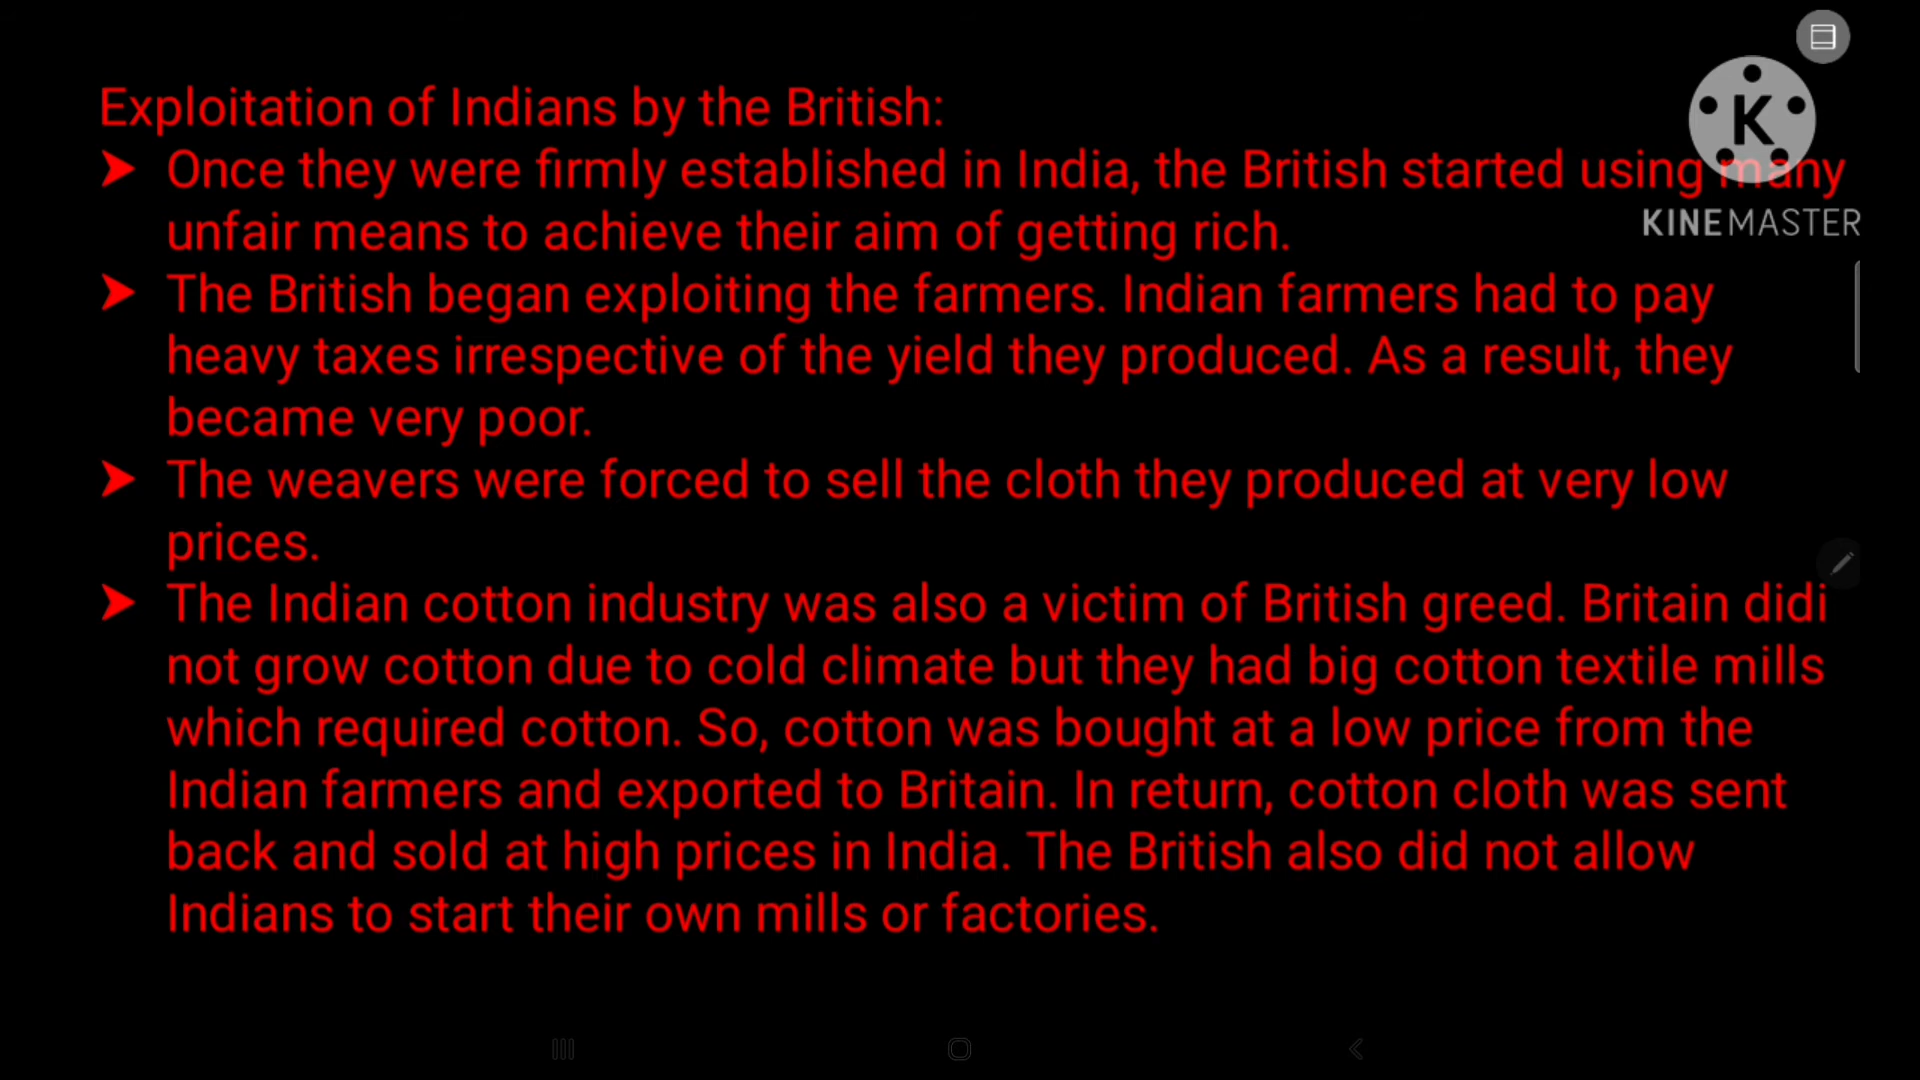 Exploitation of Indians by the British:
➤ Once they were firmly established in India, the British started using many
unfair means to achieve their aim of getting rich.
➤ The British began exploiting the farmers. Indian farmers had to pay
heavy taxes irrespective of the yield they produced. As a result, they
became very poor.
➤ The weavers were forced to sell the cloth they produced at very low
prices.
➤ The Indian cotton industry was also a victim of British greed. Britain didi
not grow cotton due to cold climate but they had big cotton textile mills
which required cotton. So, cotton was bought at a low price from the
Indian farmers and exported to Britain. In return, cotton cloth was sent
back and sold at high prices in India. The British also did not allow
Indians to start their own mills or factories.
K
KINEMASTER